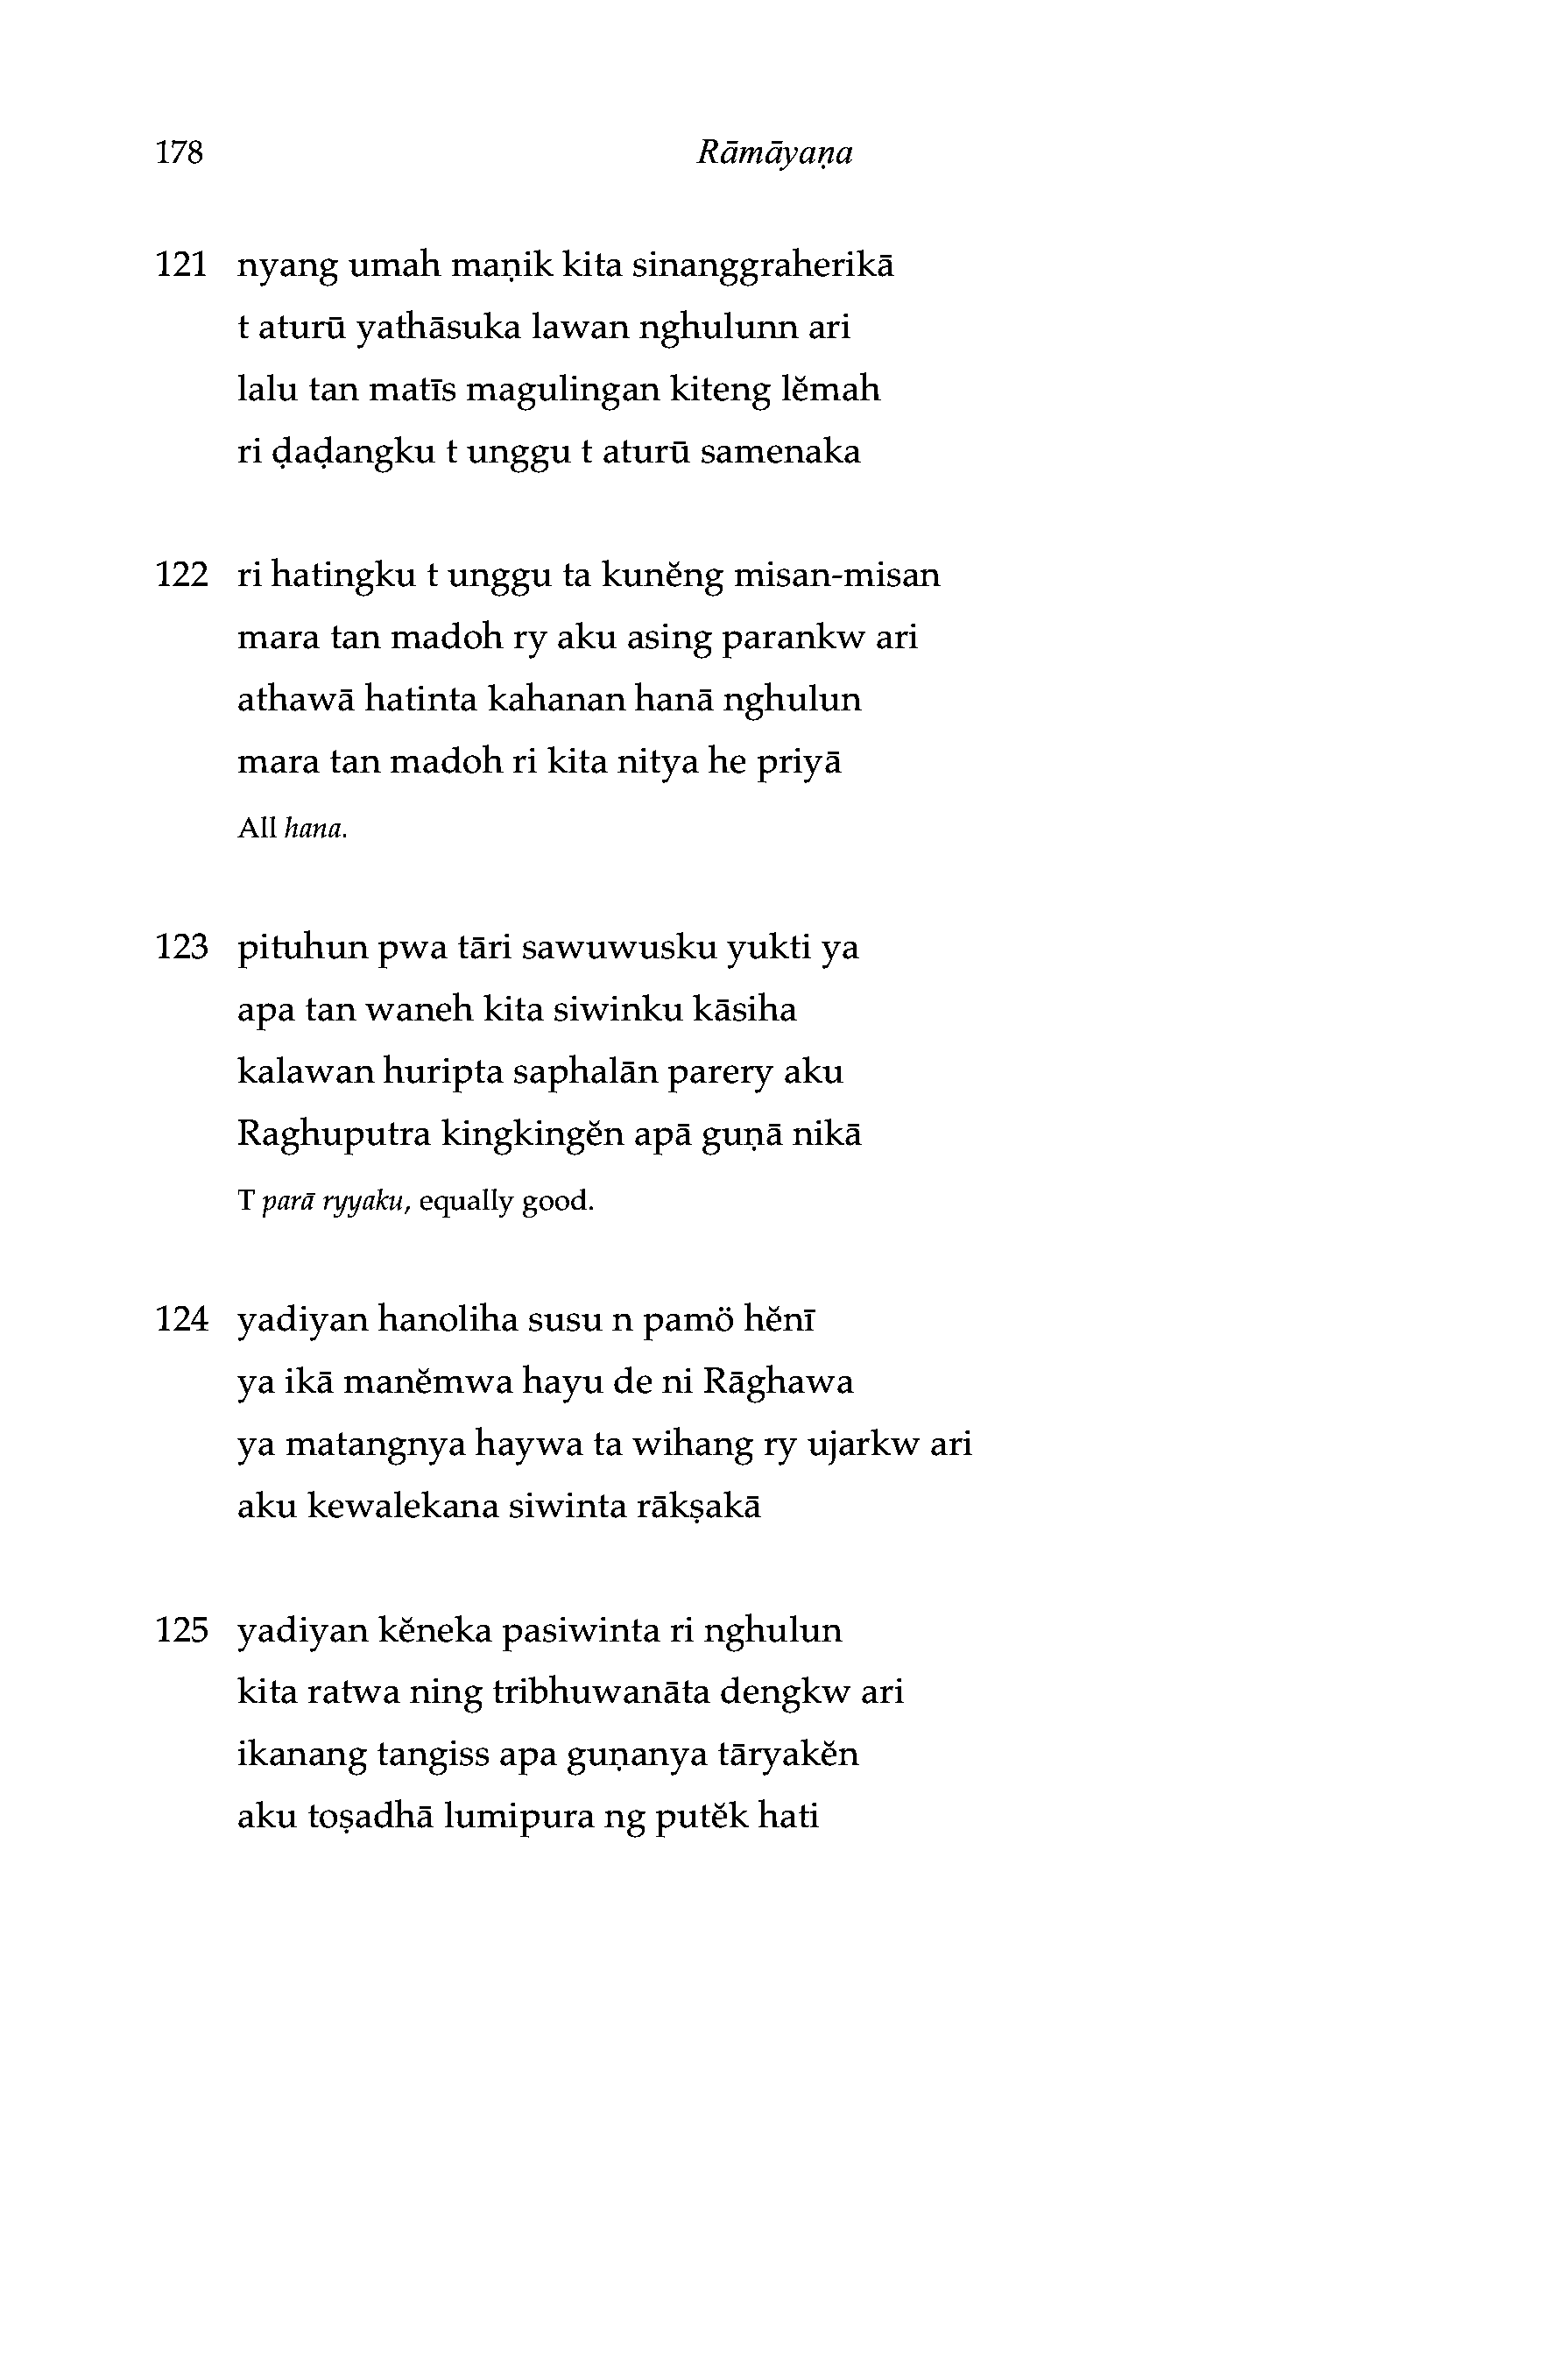 178 Rāmāyaṇa
121 nyang umah maṇik kita sinanggraherikā
t aturū yathāsuka lawan nghulunn ari
lalu tan matīs magulingan kiteng lĕmah
ri ḍaḍangku t unggu t aturū samenaka
122 ri hatingku t unggu ta kunĕng misan-misan
mara tan madoh ry aku asing parankw ari
athawā hatinta kahanan hanā nghulun
mara tan madoh ri kita nitya he priyā
All hana.
123 pituhun pwa tāri sawuwusku yukti ya
apa tan waneh kita siwinku kāsiha
kalawan huripta saphalān parery aku
Raghuputra kingkingĕn apā guṇā nikā
T parā ryyaku, equally good.
124 yadiyan hanoliha susu n pamö hĕnī
ya ikā manĕmwa hayu de ni Rāghawa
ya matangnya haywa ta wihang ry ujarkw ari
aku kewalekana siwinta rākṣakā
125 yadiyan kĕneka pasiwinta ri nghulun
kita ratwa ning tribhuwanāta dengkw ari
ikanang tangiss apa guṇanya tāryakĕn
aku toṣadhā lumipura ng putĕk hati